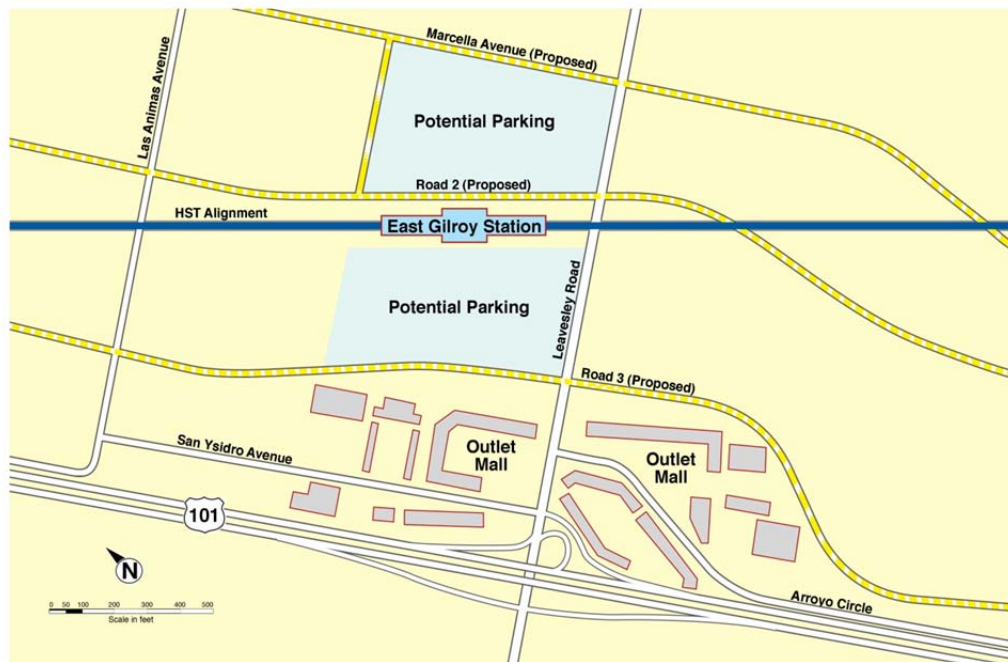 Marcella Avenue (Proposed)
Las Animas Avenue
Potential Parking
Road 2 (Proposed)
HST Alignment
East Gilroy Station
Leavesley Road
Potential Parking
Road 3 (Proposed)
San Ysidro Avenue
Outlet
Mall
Outlet
Mall
101
N
0 50 100 200 300 400 500
Scale in feet
Arroyo Circle